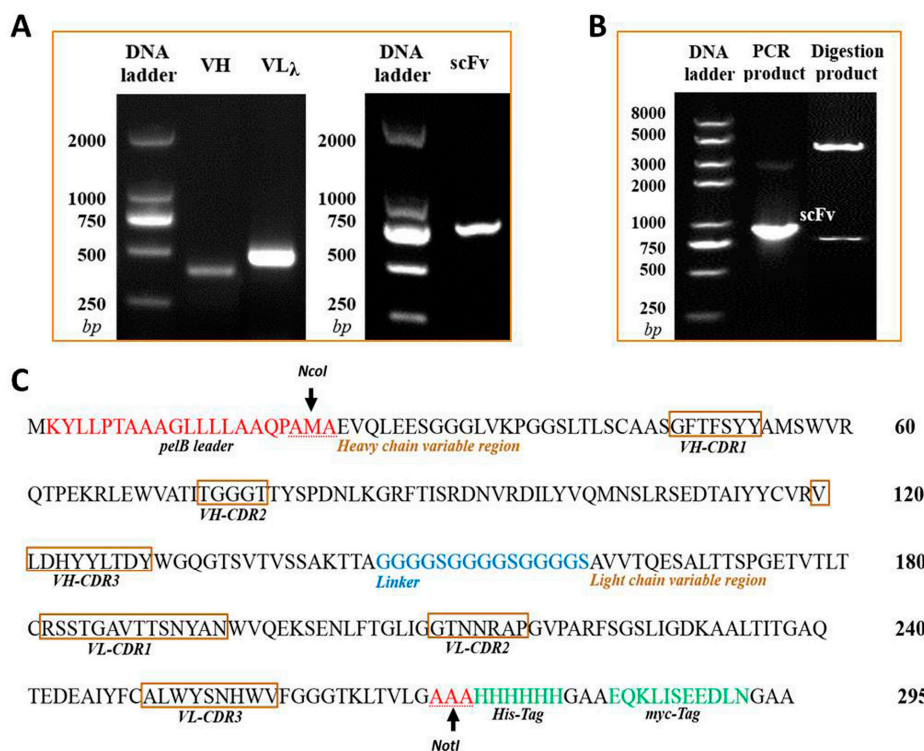 A
DNA ladder VH VLλ
2000
1000
750
500
250
bp
DNA ladder scFv
2000
1000
750
500
250
B
DNA ladder PCR product Digestion product
8000
5000
3000
2000
1000
750
500
250
bp
scFv
C
NcoI
MKYLLPTAAAGLLLLAAQPAMAEVQLEESGGGLVKPGGSLTLSCAASGFTFSYYAMSWVR 60
pelB leader Heavy chain variable region VH-CDR1
QTPEKRLEWVATITGGGTTYSPDNLKGRFTISRDNVRDILYVQMNSLRSEDTAIYYCVRV 120
VH-CDR2
LDHYYLTDYWGQGTSVTVSSAKTTAGGGGSGGGGSGGGGSAVVTQESALTTSPGETVTLT 180
VH-CDR3 Linker Light chain variable region
CRSSTGAVTTSNYANWVQEKSENLFTGLIGGTNNRAPGVPARFSGSLIGDKAALTITGAQ 240
VL-CDR1 VL-CDR2
TEDEAIYFCALWYSNHWVFGGGTKLTVLGAAAHHHHHHGAAEQKLISEEDLNGAA 295
VL-CDR3 His-Tag myc-Tag
NotI